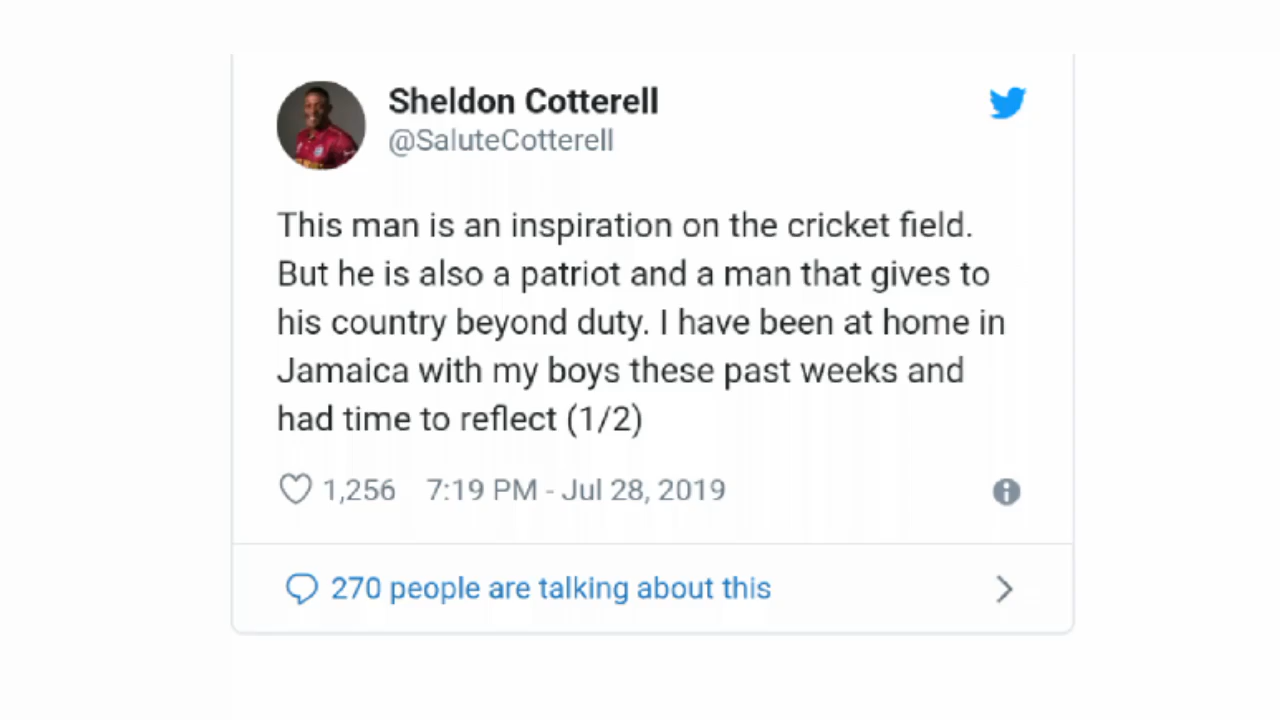 Sheldon Cotterell
@SaluteCotterell
This man is an inspiration on the cricket field.
But he is also a patriot and a man that gives to
his country beyond duty. I have been at home in
Jamaica with my boys these past weeks and
had time to reflect (1/2)
1,256 7:19 PM - Jul 28, 2019
270 people are talking about this